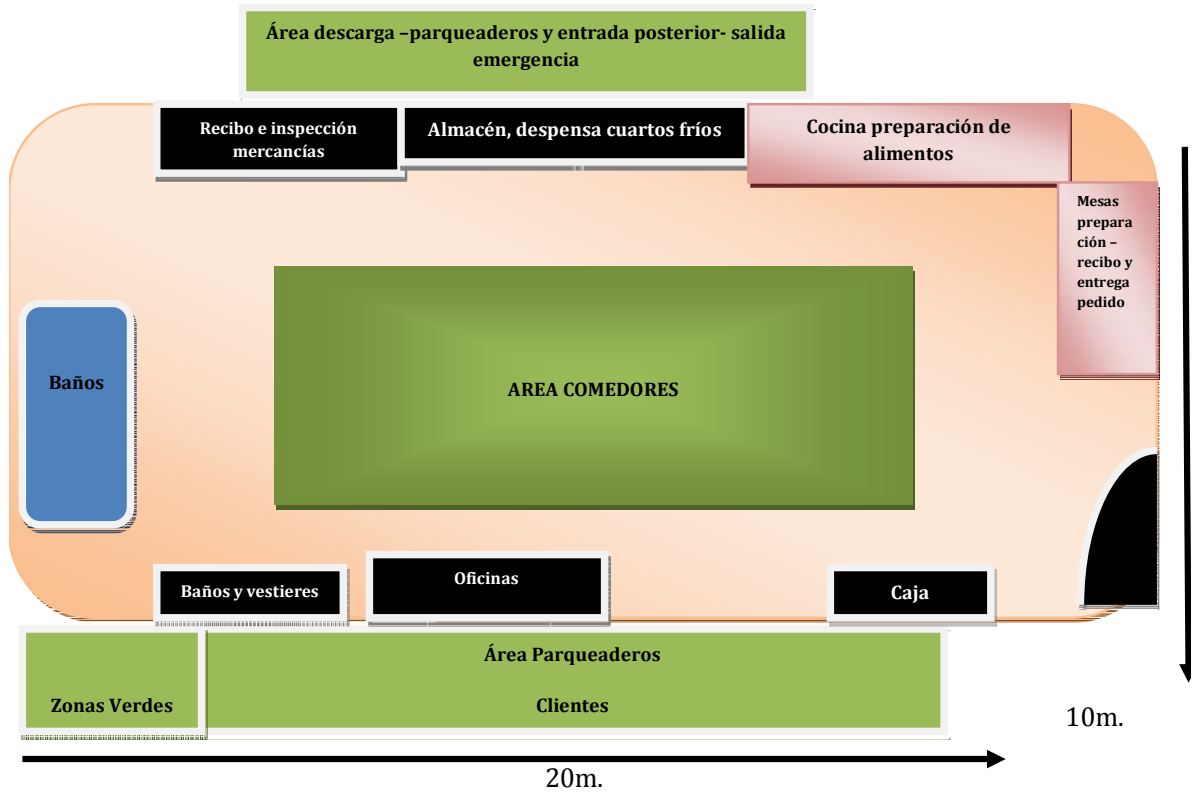 Área descarga –parqueaderos y entrada posterior- salida
emergencia
Recibo e inspección
mercancías
Almacén, despensa cuartos fríos
Cocina preparación de
alimentos
Mesas
prepara
ción –
recibo y
entrega
pedido
Baños
AREA COMEDORES
Baños y vestieres
Oficinas
Caja
Zonas Verdes
Área Parqueaderos
Clientes
10m.
20m.